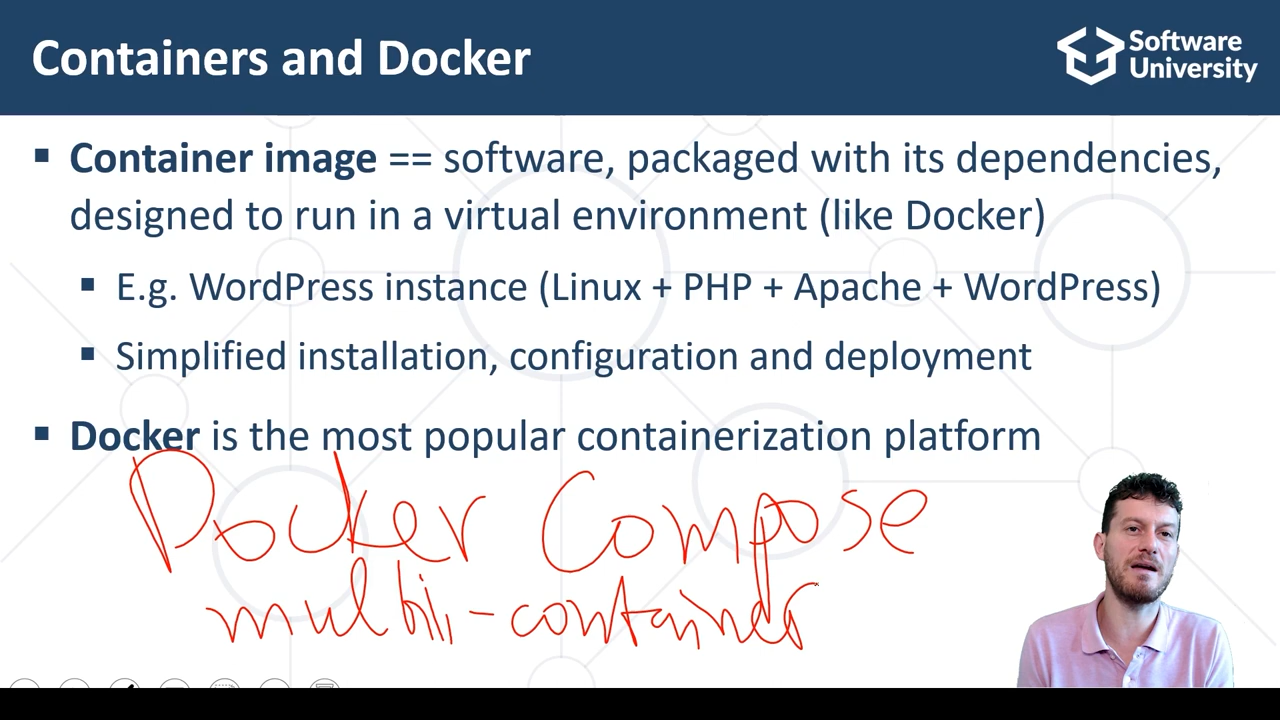 Containers and Docker
Software
University
▪ Container image == software, packaged with its dependencies,
designed to run in a virtual environment (like Docker)
▪ E.g. WordPress instance (Linux + PHP + Apache + WordPress)
▪ Simplified installation, configuration and deployment
▪ Docker is the most popular containerization platform
Docker Compose
multi-container